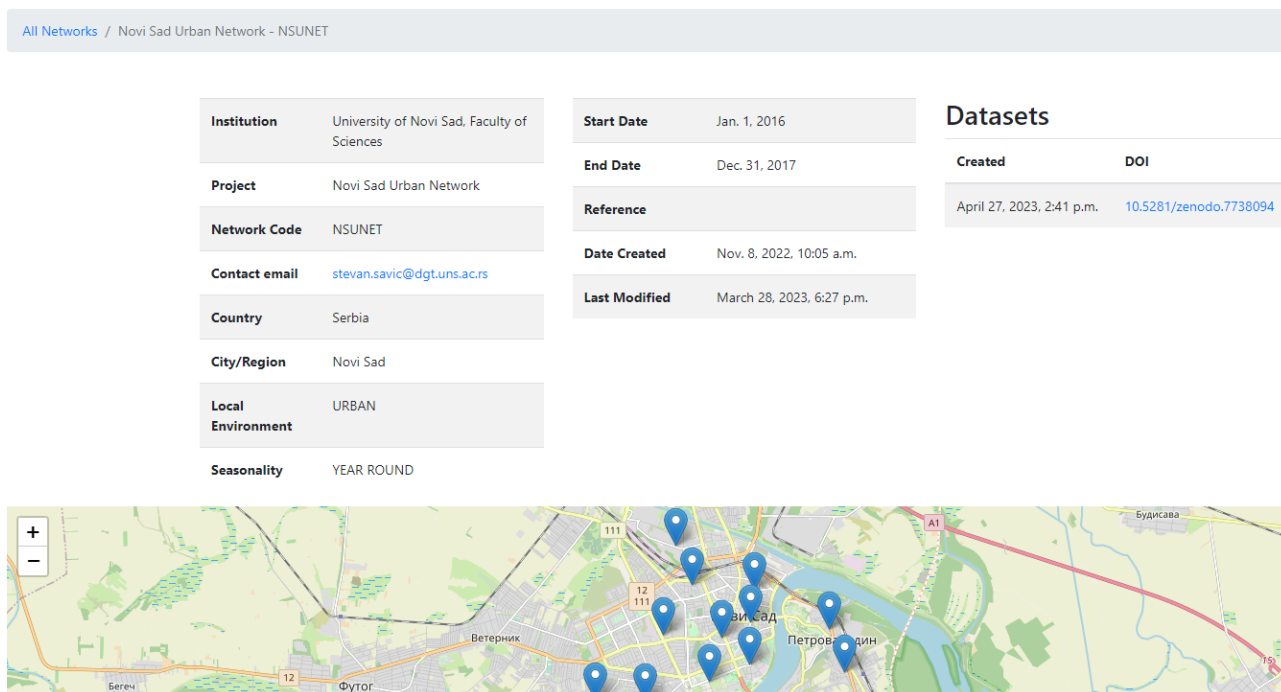 All Networks / Novi Sad Urban Network - NSUNET
Institution University of Novi Sad, Faculty of
Sciences
Project Novi Sad Urban Network
Network Code NSUNET
Contact email stevan.savic@dgt.uns.ac.rs
Country Serbia
City/Region Novi Sad
Local
Environment
URBAN
Seasonality YEAR ROUND
Start Date Jan. 1, 2016
End Date Dec. 31, 2017
Reference
Date Created Nov. 8, 2022, 10:05 a.m.
Last Modified March 28, 2023, 6:27 p.m.
Datasets
Created DOI
April 27, 2023, 2:41 p.m. 10.5281/zenodo.7738094
+
−
111
A1
Будисава
12
111
Сад
Ветерник
12
Футог
Бегеч
15